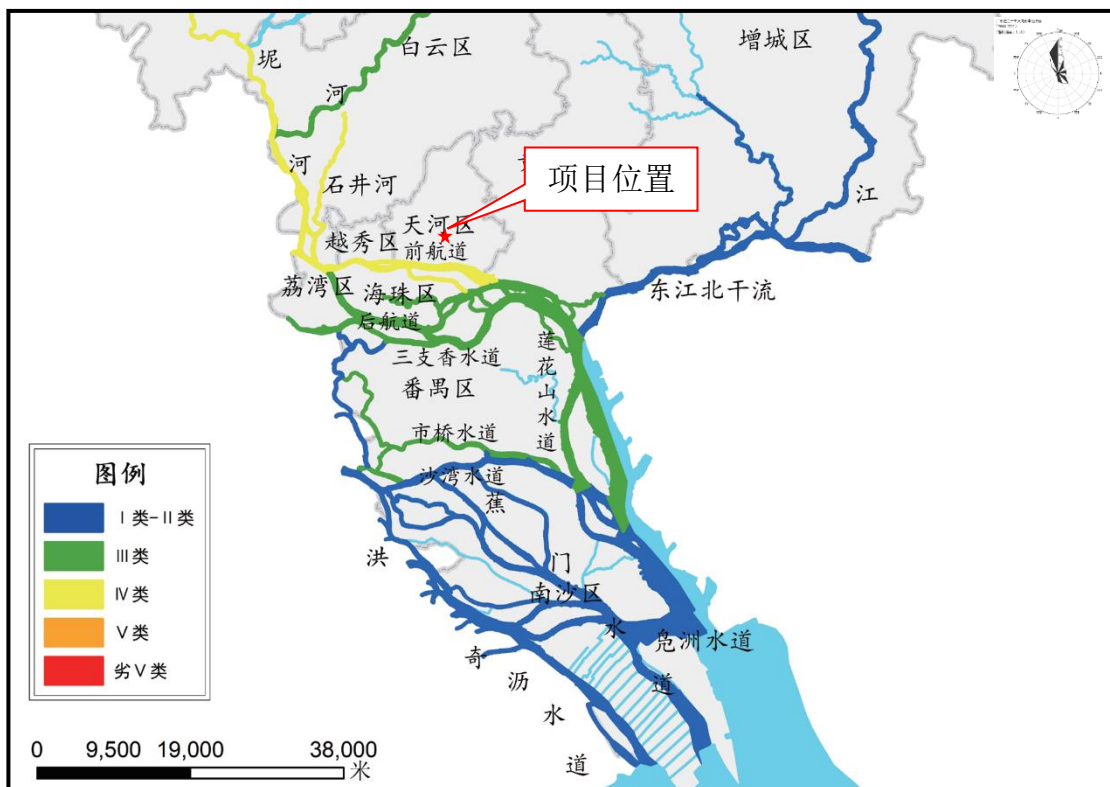 白云区
增城区
坭
河
河
石井河
项目位置
江
天河区
越秀区
前航道
荔湾区
海珠区
后航道
东江北干流
三支香水道
莲花山水道
番禺区
市桥水道
沙湾水道
蕉
门
水
道
洪
奇
沥
水
道
南沙区
凫洲水道
图例
Ⅰ类-Ⅱ类
Ⅲ类
Ⅳ类
Ⅴ类
劣Ⅴ类
0 9,500 19,000 38,000
米